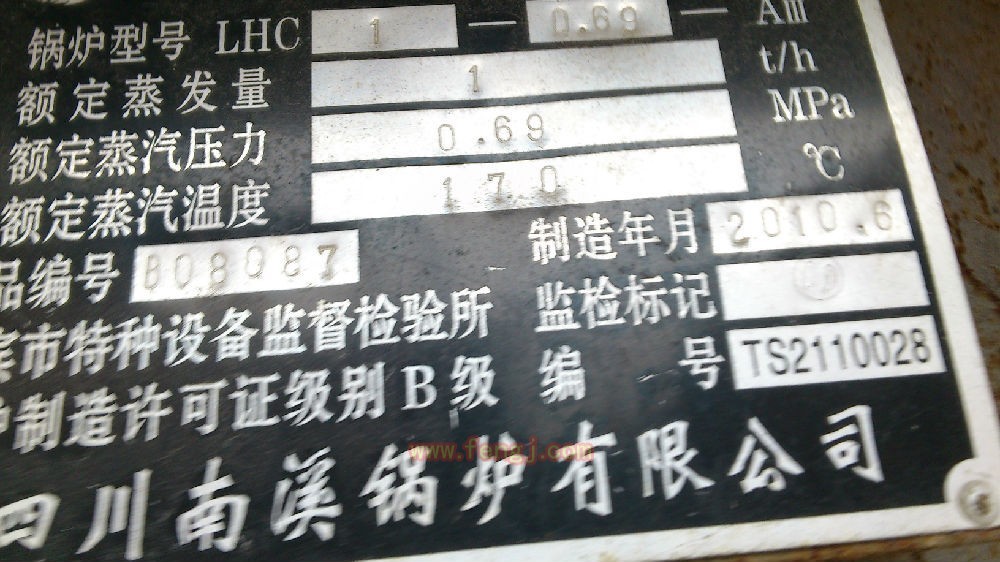 锅炉型号 LHC 1 — 0.69 — AⅢ
额定蒸发量 1 t/h
额定蒸汽压力 0.69 MPa
额定蒸汽温度 170 ℃
品编号 B08087 制造年月 2010.6
宾市特种设备监督检验所 监检标记
制造许可证级别 B 级 编号 TS2110028
www.fengj.com
四川南溪锅炉有限公司